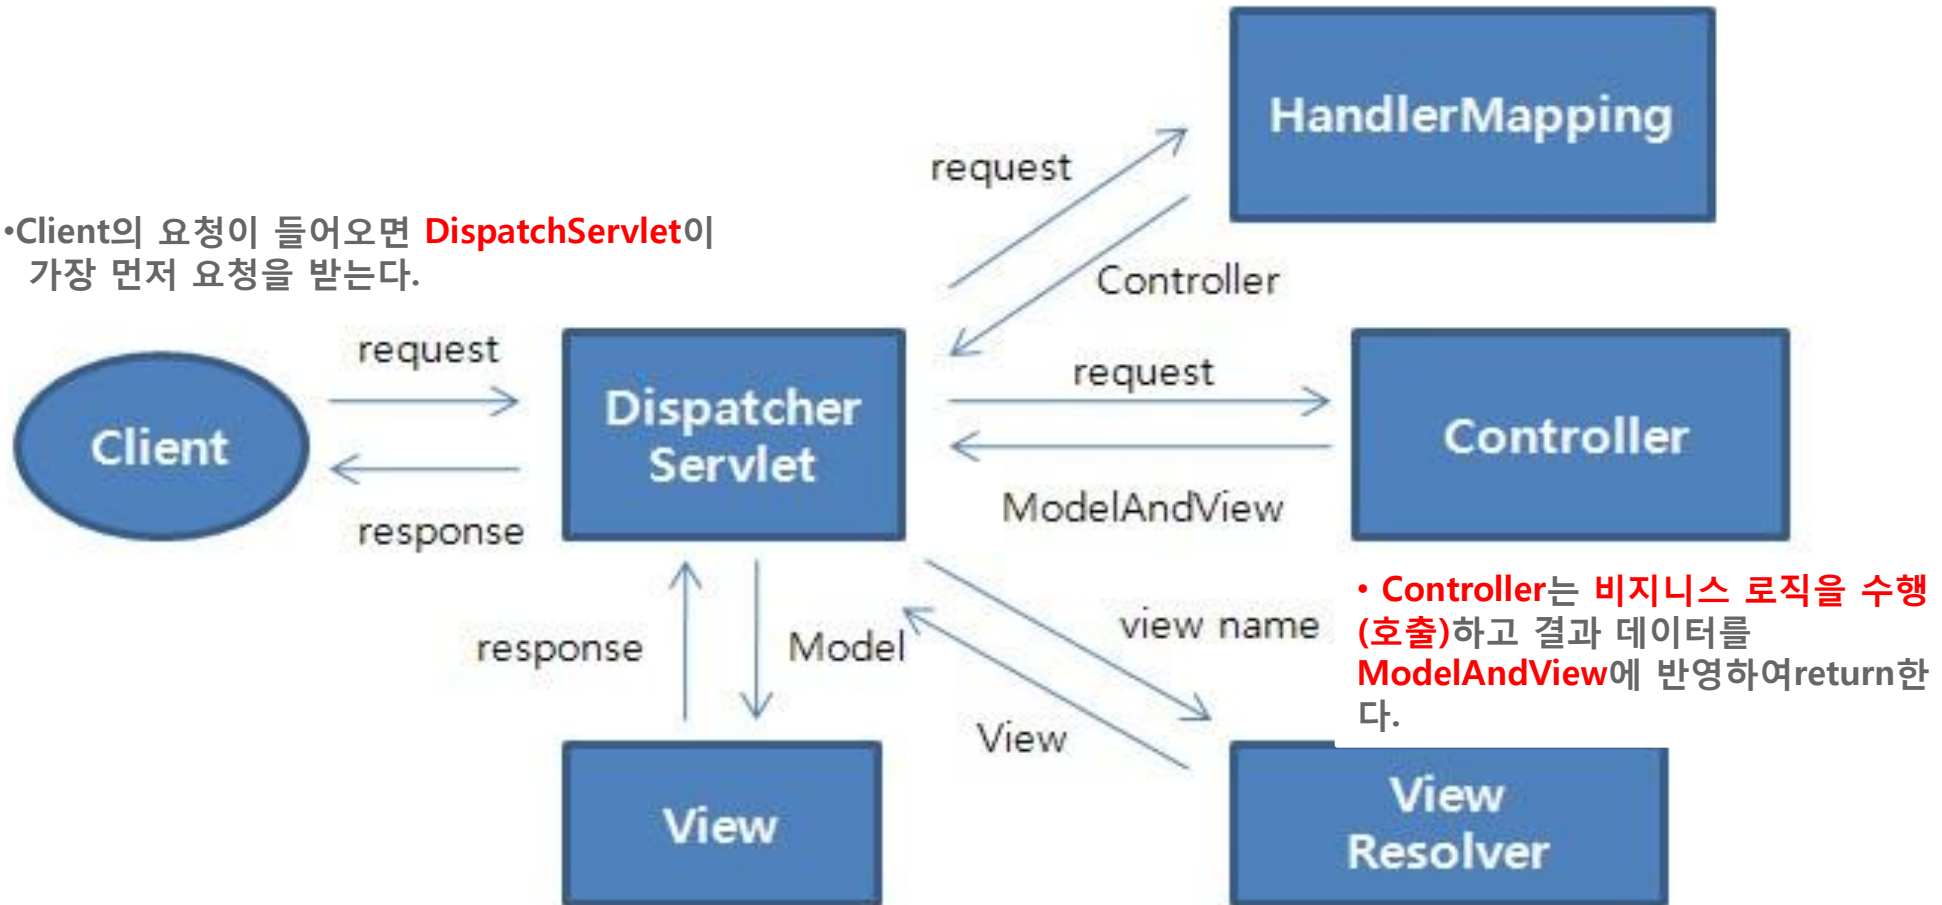 HandlerMapping
request
•Client의 요청이 들어오면 DispatchServlet이
가장 먼저 요청을 받는다.
Controller
request
request
Client
Dispatcher
Servlet
Controller
response
ModelAndView
response
Model
view name
• Controller는 비지니스 로직을 수행
(호출)하고 결과 데이터를
ModelAndView에 반영하여return한
다.
View
View
View
Resolver